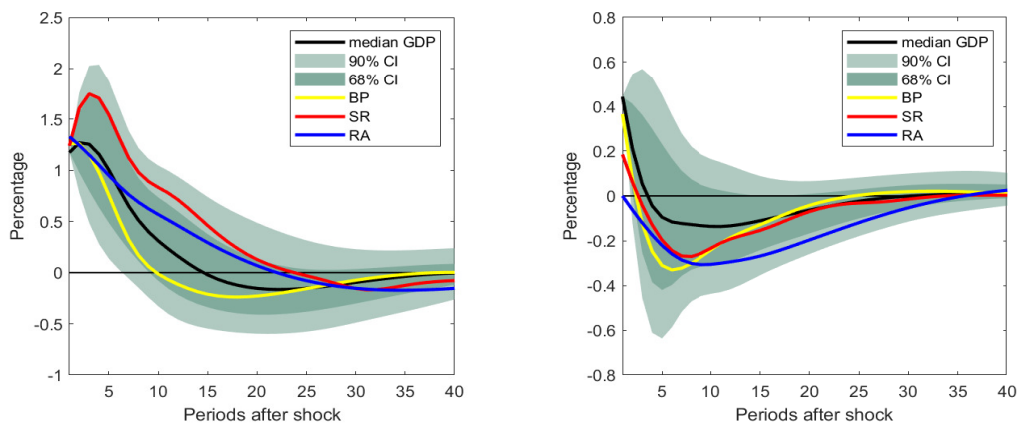 2.5
2
1.5
1
0.5
0
-0.5
-1
Percentage
5 10 15 20 25 30 35 40
Periods after shock
median GDP
90% CI
68% CI
BP
SR
RA
0.8
0.6
0.4
0.2
0
-0.2
-0.4
-0.6
-0.8
Percentage
5 10 15 20 25 30 35 40
Periods after shock
median GDP
90% CI
68% CI
BP
SR
RA